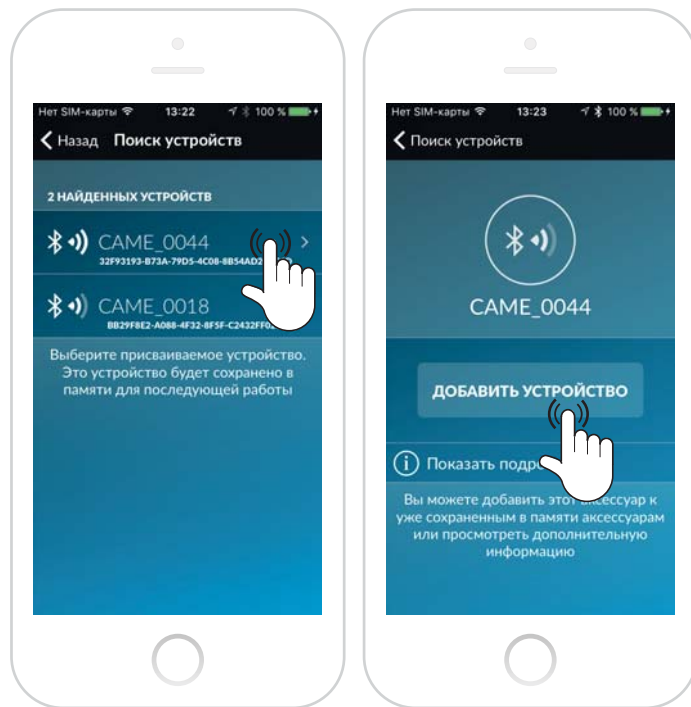 Нет SIM-карты 13:22 100 %
Назад Поиск устройств
2 НАЙДЕННЫХ УСТРОЙСТВ
CAME_0044
32F93193-B73A-79D5-4C08-8B54AD2
CAME_0018
BB29F8E2-A088-4F32-8F5F-C2432FF0
Выберите присваиваемое устройство.
Это устройство будет сохранено в
памяти для последующей работы
Нет SIM-карты 13:23 100 %
Поиск устройств
CAME_0044
ДОБАВИТЬ УСТРОЙСТВО
Показать
Вы можете добавить этот аксессуар к
уже сохраненным в памяти аксессуарам
или просмотреть дополнительную
информацию